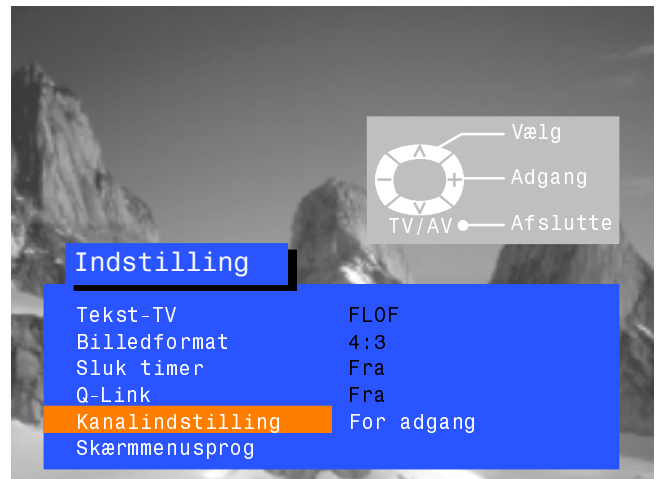 Vælg
Adgang
TV/AV Afslutte
Indstilling
Tekst-TV FLOF
Billedformat 4:3
Sluk timer Fra
Q-Link Fra
Kanalindstilling For adgang
Skærmmenusprog